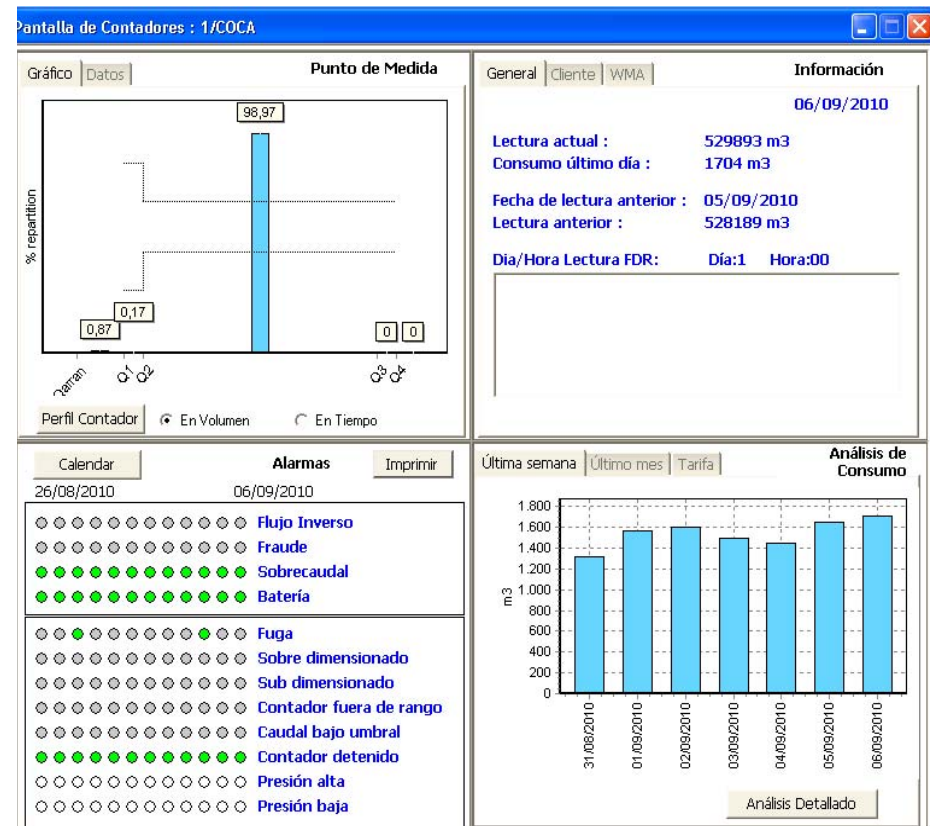 Pantalla de Contadores : 1/COCA
Gráfico Datos Punto de Medida
98,97
% repartition
0,17
0,87
0 0
Qarran Q1 Q2 Q3 Q4
Perfil Contador En Volumen En Tiempo
General Cliente WMA Información
06/09/2010
Lectura actual : 529893 m3
Consumo último día : 1704 m3
Fecha de lectura anterior : 05/09/2010
Lectura anterior : 528189 m3
Dia/Hora Lectura FDR: Día:1 Hora:00
Calendar Alarmas Imprimir
26/08/2010 06/09/2010
Flujo Inverso
Fraude
Sobrecaudal
Batería
Fuga
Sobre dimensionado
Sub dimensionado
Contador fuera de rango
Caudal bajo umbral
Contador detenido
Presión alta
Presión baja
Última semana Último mes Tarifa Análisis de
Consumo
1.800
1.600
1.400
1.200
1.000
800
600
400
200
0
m3
31/08/2010 01/09/2010 02/09/2010 03/09/2010 04/09/2010 05/09/2010 06/09/2010
Análisis Detallado